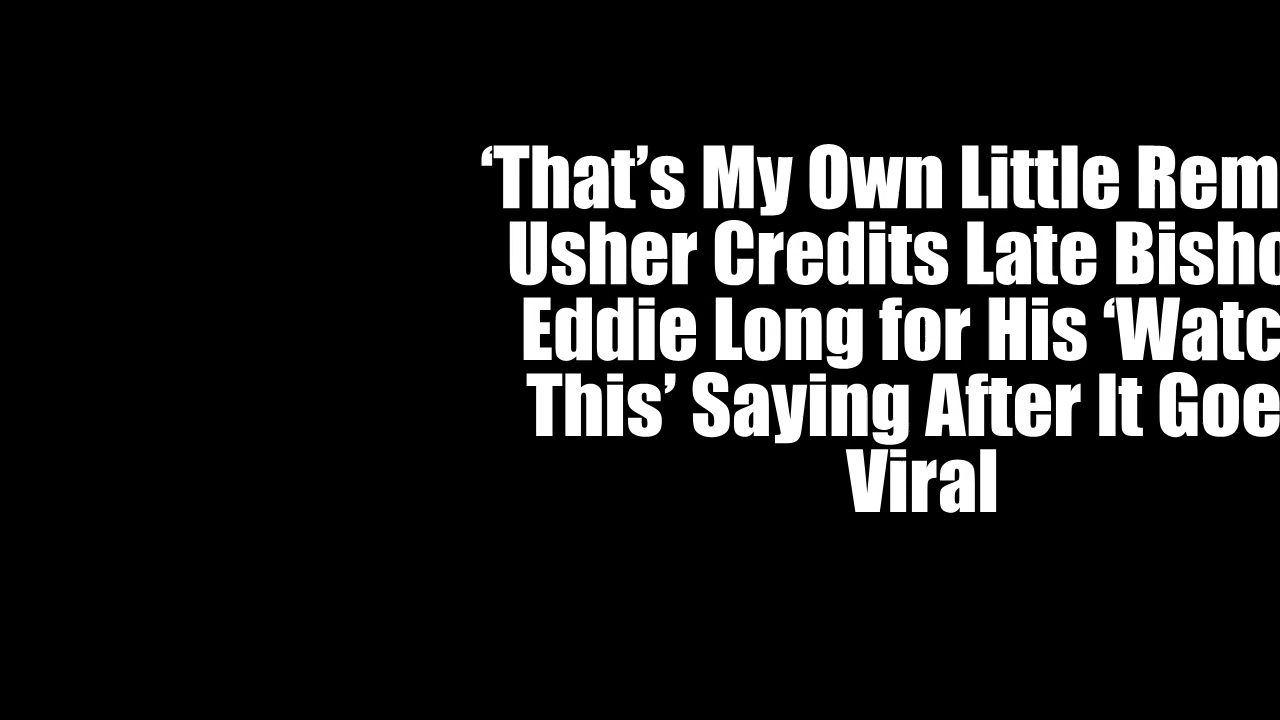 ‘That’s My Own Little Rem
Usher Credits Late Bisho
Eddie Long for His ‘Watc
This’ Saying After It Goe
Viral